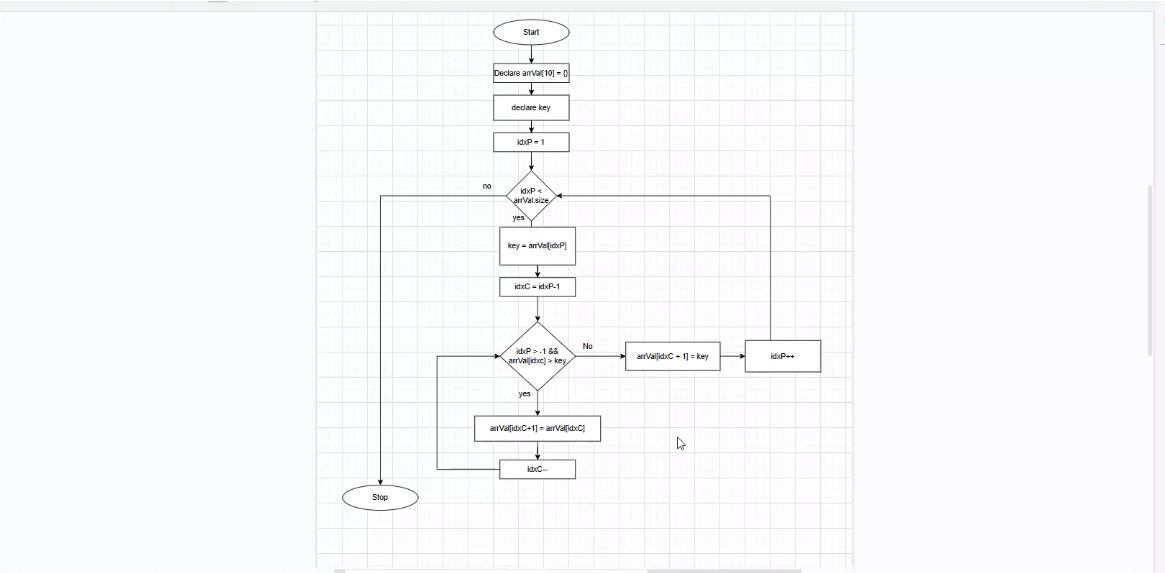 Start
Declare arrVal[10] = {}
declare key
idxP = 1
no
idxP <
arrVal.size
yes
key = arrVal[idxP]
idxC = idxP-1
idxP > -1 &&
arrVal[idxc] > key
No
arrVal[idxC + 1] = key
idxP++
yes
arrVal[idxC+1] = arrVal[idxC]
idxC--
Stop